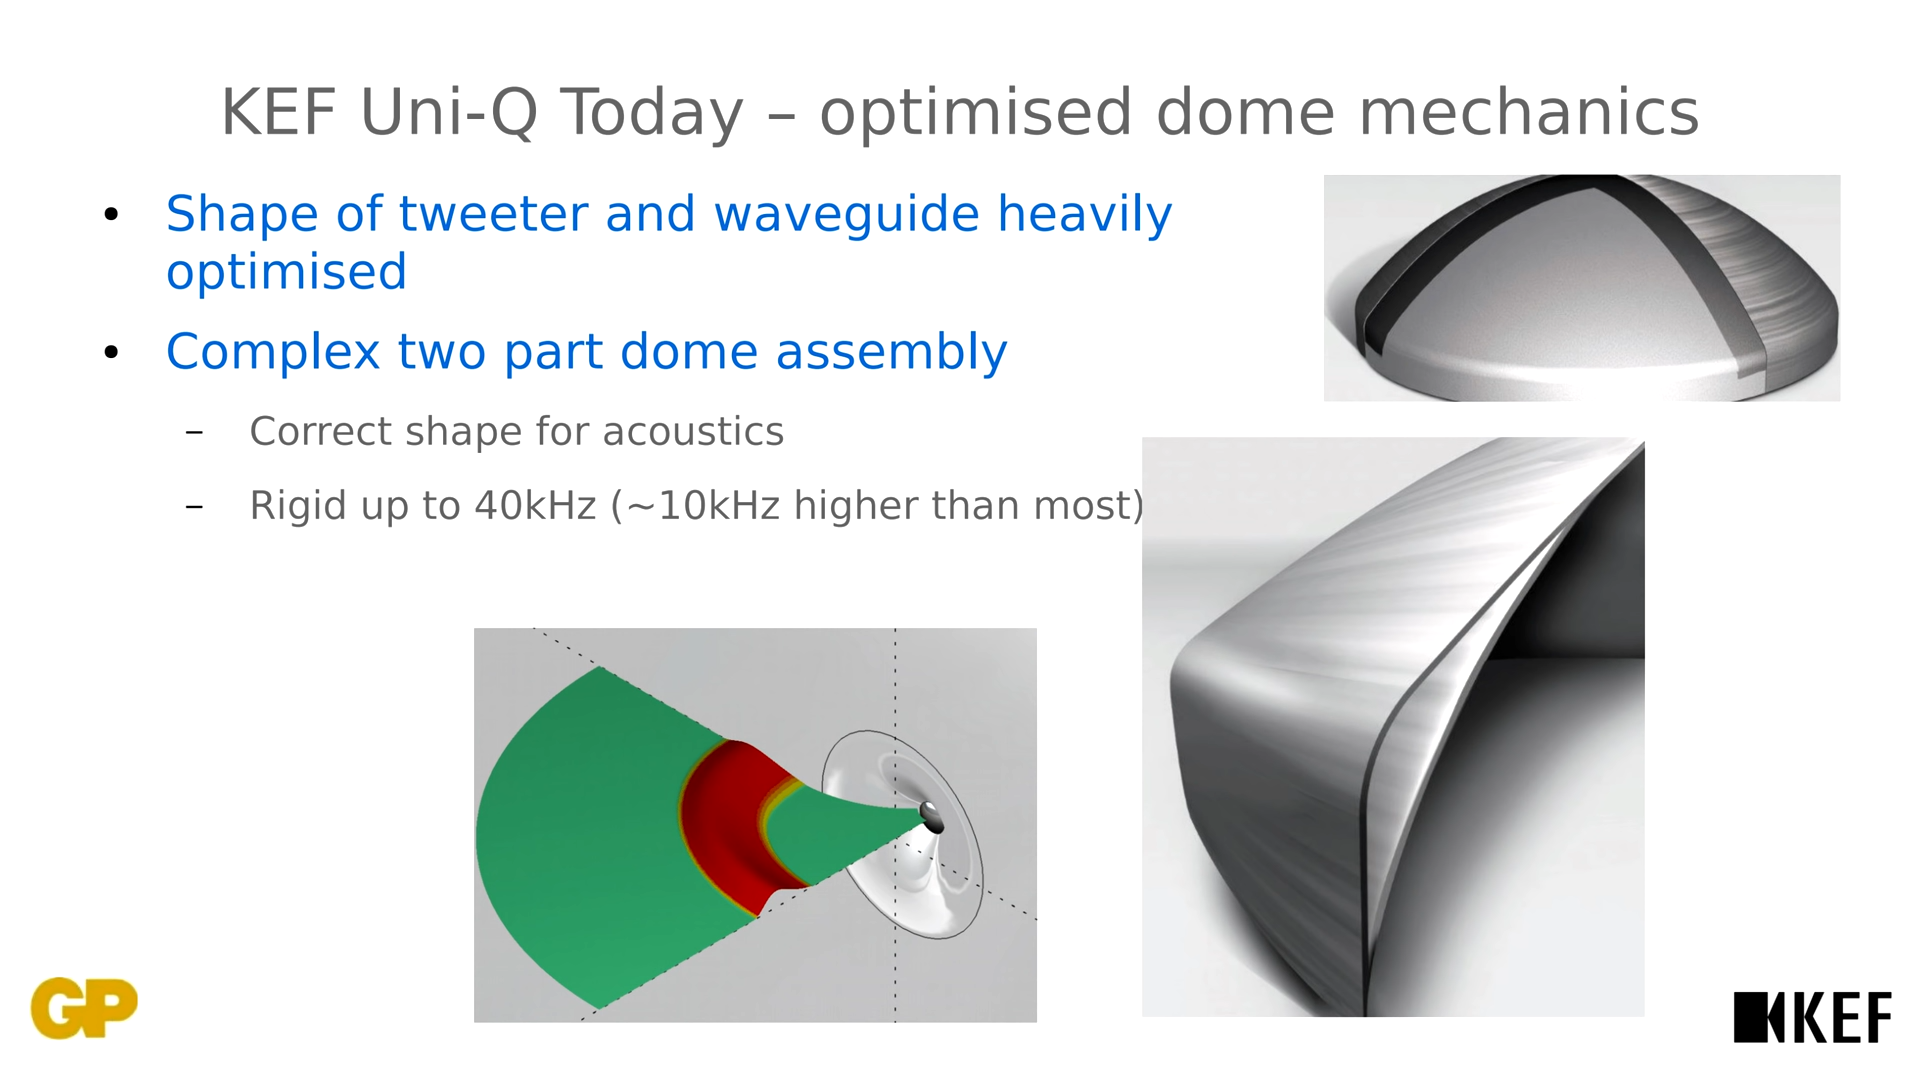 KEF Uni-Q Today – optimised dome mechanics
• Shape of tweeter and waveguide heavily
optimised
• Complex two part dome assembly
– Correct shape for acoustics
– Rigid up to 40kHz (~10kHz higher than most)
GP
KEF